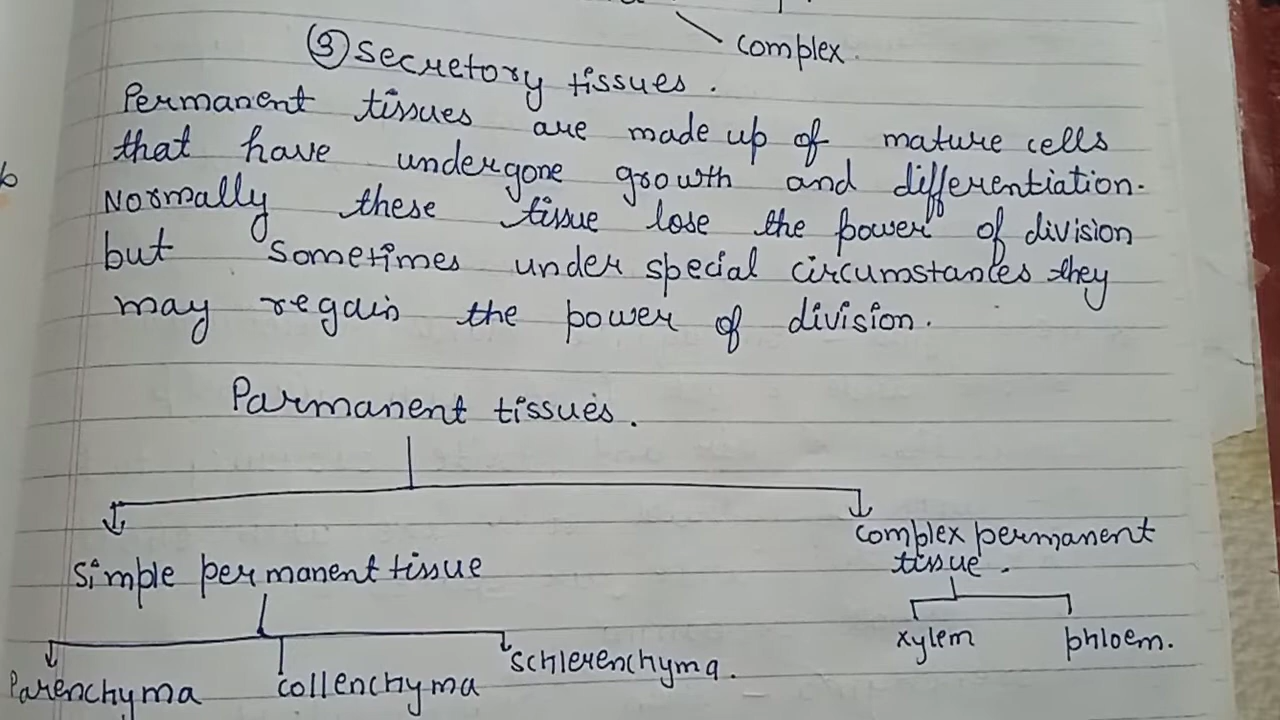 complex.
③ Secretory tissues.
Permanent tissues are made up of mature cells
that have undergone growth and differentiation.
Normally these tissue lose the power of division
but sometimes under special circumstances they
may regain the power of division.
Parmanent tissues.
Simple permanent tissue
complex permanent
tissue.
xylem phloem.
Parenchyma collenchyma schlerenchyma.